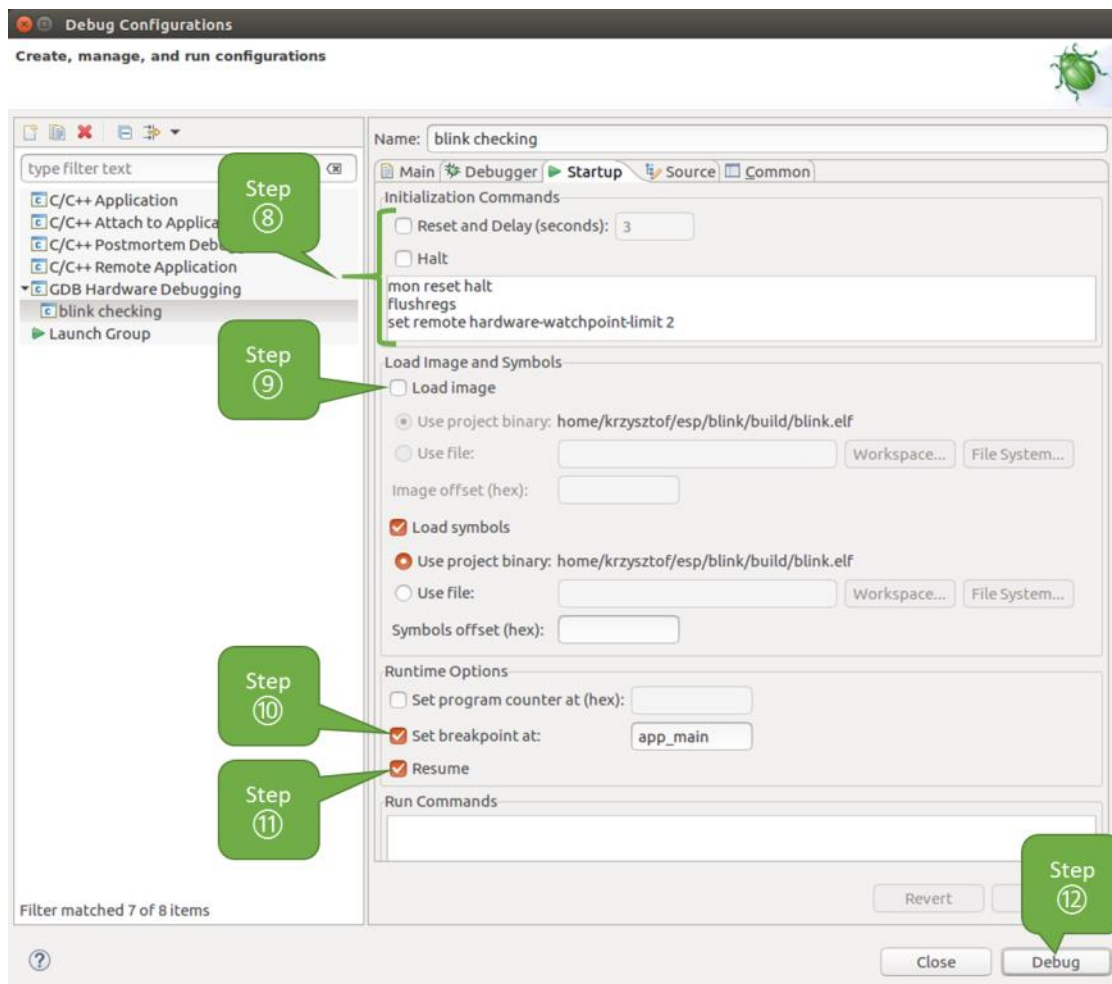 Debug Configurations
Create, manage, and run configurations
type filter text
C/C++ Application
C/C++ Attach to Applica
C/C++ Postmortem Debu
C/C++ Remote Application
GDB Hardware Debugging
blink checking
Launch Group
Filter matched 7 of 8 items
Step
⑧
Step
⑨
Step
⑩
Step
⑪
Name: blink checking
Main Debugger Startup Source Common
Initialization Commands
Reset and Delay (seconds): 3
Halt
mon reset halt
flushregs
set remote hardware-watchpoint-limit 2
Load Image and Symbols
Load image
Use project binary: home/krzysztof/esp/blink/build/blink.elf
Use file: Workspace... File System...
Image offset (hex):
Load symbols
Use project binary: home/krzysztof/esp/blink/build/blink.elf
Use file: Workspace... File System...
Symbols offset (hex):
Runtime Options
Set program counter at (hex):
Set breakpoint at: app_main
Resume
Run Commands
Step
⑫
Revert
Close Debug